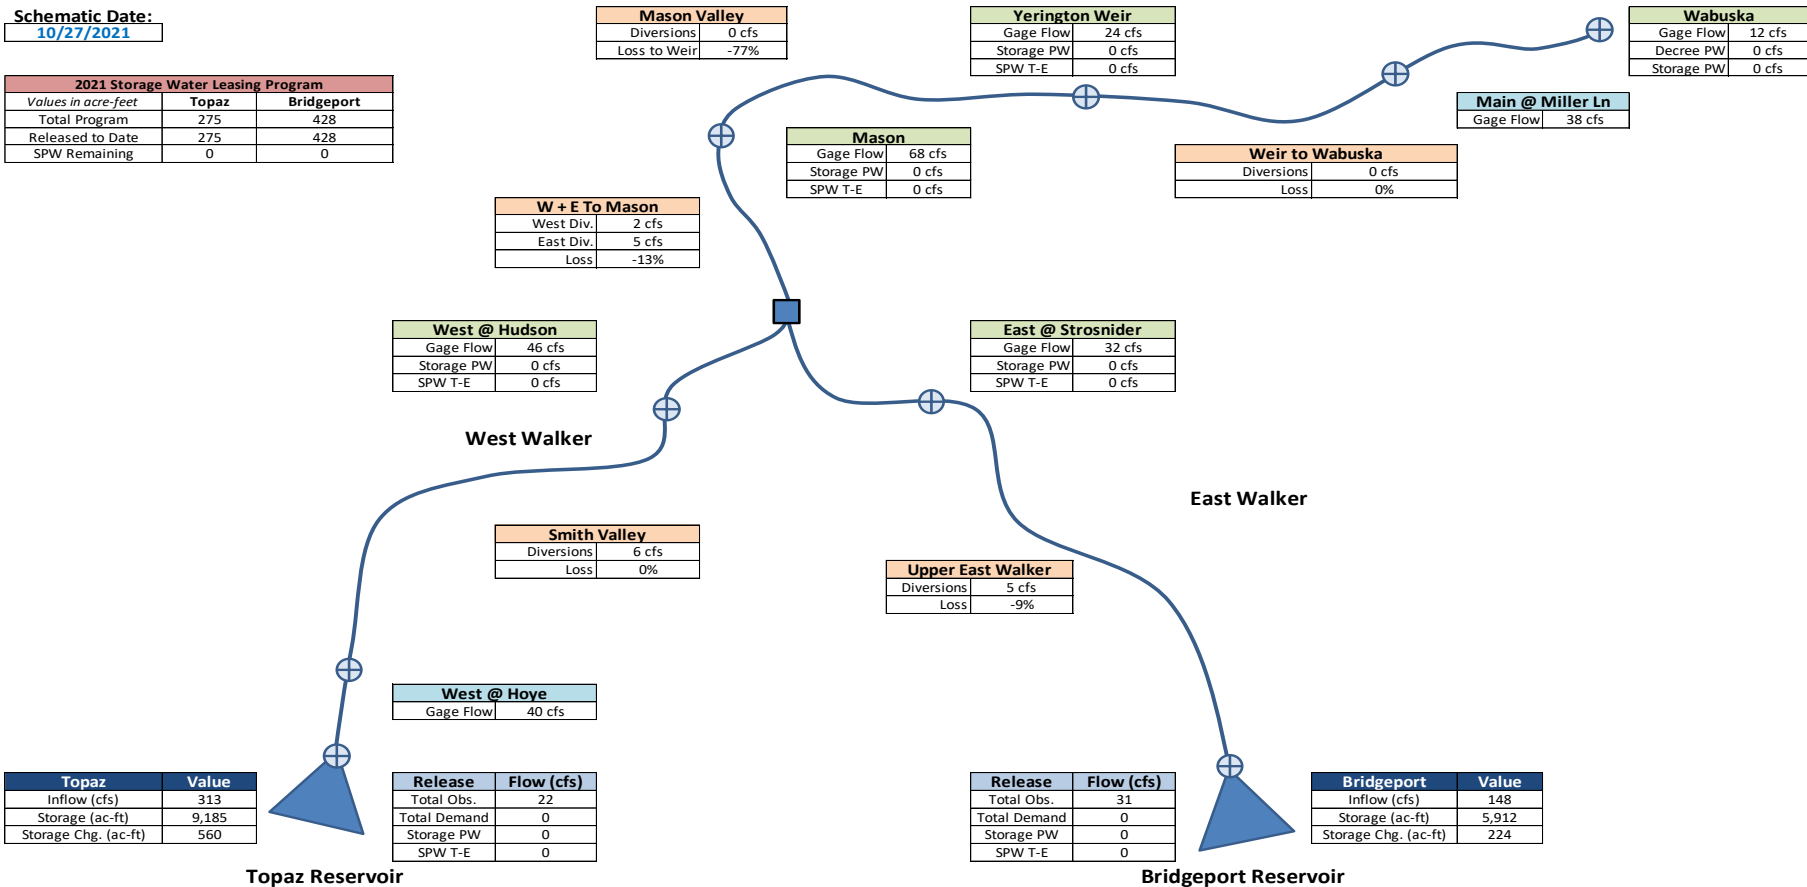 Schematic Date:
10/27/2021
2021 Storage Water Leasing Program
Values in acre-feet Topaz Bridgeport
Total Program 275 428
Released to Date 275 428
SPW Remaining 0 0
Mason Valley
Diversions 0 cfs
Loss to Weir -77%
Yerington Weir
Gage Flow 24 cfs
Storage PW 0 cfs
SPW T-E 0 cfs
Wabuska
Gage Flow 12 cfs
Decree PW 0 cfs
Storage PW 0 cfs
Main @ Miller Ln
Gage Flow 38 cfs
Mason
Gage Flow 68 cfs
Storage PW 0 cfs
SPW T-E 0 cfs
Weir to Wabuska
Diversions 0 cfs
Loss 0%
W + E To Mason
West Div. 2 cfs
East Div. 5 cfs
Loss -13%
West @ Hudson
Gage Flow 46 cfs
Storage PW 0 cfs
SPW T-E 0 cfs
East @ Strosnider
Gage Flow 32 cfs
Storage PW 0 cfs
SPW T-E 0 cfs
West Walker
East Walker
Smith Valley
Diversions 6 cfs
Loss 0%
Upper East Walker
Diversions 5 cfs
Loss -9%
West @ Hoye
Gage Flow 40 cfs
Topaz Value
Inflow (cfs) 313
Storage (ac-ft) 9,185
Storage Chg. (ac-ft) 560
Release Flow (cfs)
Total Obs. 22
Total Demand 0
Storage PW 0
SPW T-E 0
Topaz Reservoir
Release Flow (cfs)
Total Obs. 31
Total Demand 0
Storage PW 0
SPW T-E 0
Bridgeport Value
Inflow (cfs) 148
Storage (ac-ft) 5,912
Storage Chg. (ac-ft) 224
Bridgeport Reservoir